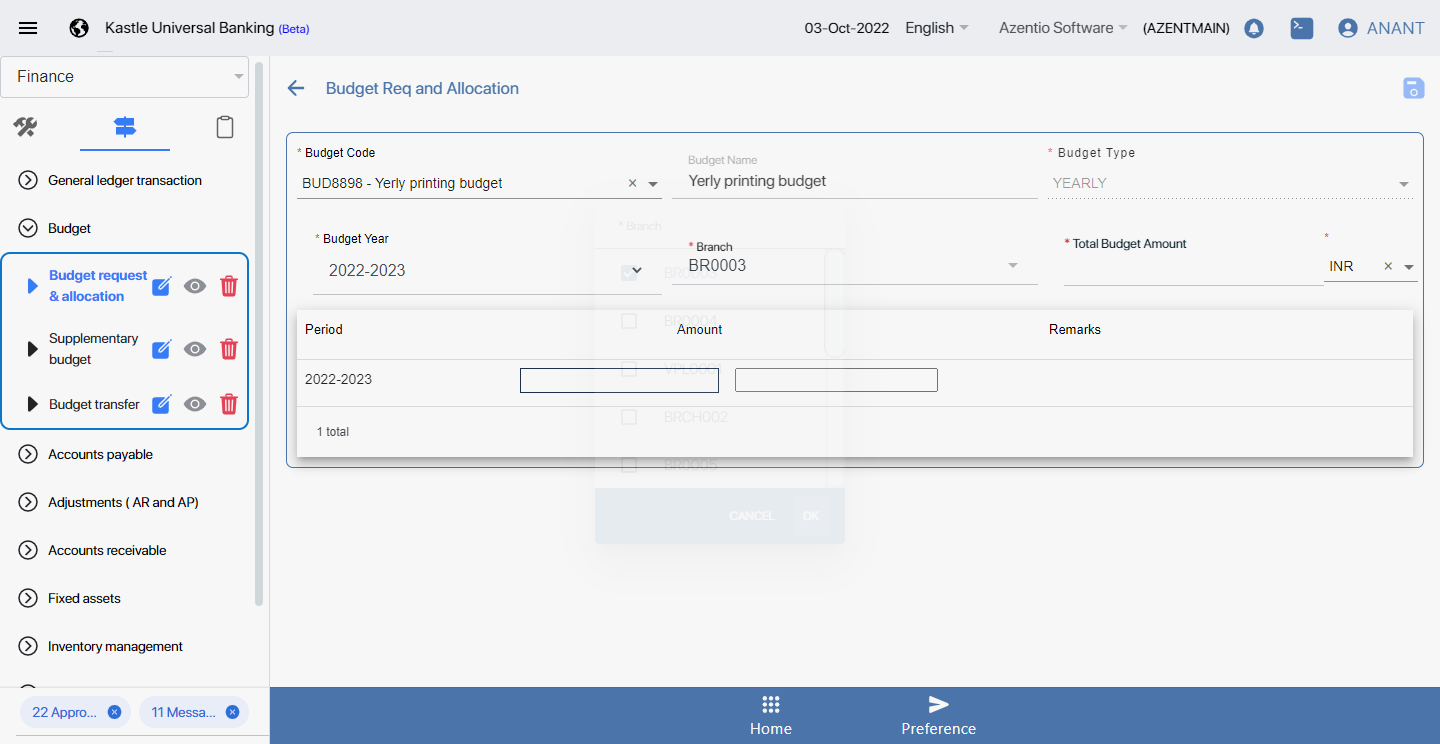 Kastle Universal Banking (Beta)
03-Oct-2022
English
Azentio Software
(AZENTMAIN)
ANANT
Finance
General ledger transaction
Budget
Budget request
& allocation
Supplementary
budget
Budget transfer
Accounts payable
Adjustments ( AR and AP)
Accounts receivable
Fixed assets
Inventory management
22 Appro...
11 Messa...
Budget Req and Allocation
* Budget Code
BUD8898 - Yerly printing budget
Budget Name
Yerly printing budget
* Budget Type
YEARLY
* Budget Year
2022-2023
* Branch
* Branch
BR0003
* Total Budget Amount
*
INR
BR0003
BR0004
Period
Amount
Remarks
2022-2023
BRCH002
1 total
BR0005
CANCEL
OK
Home
Preference